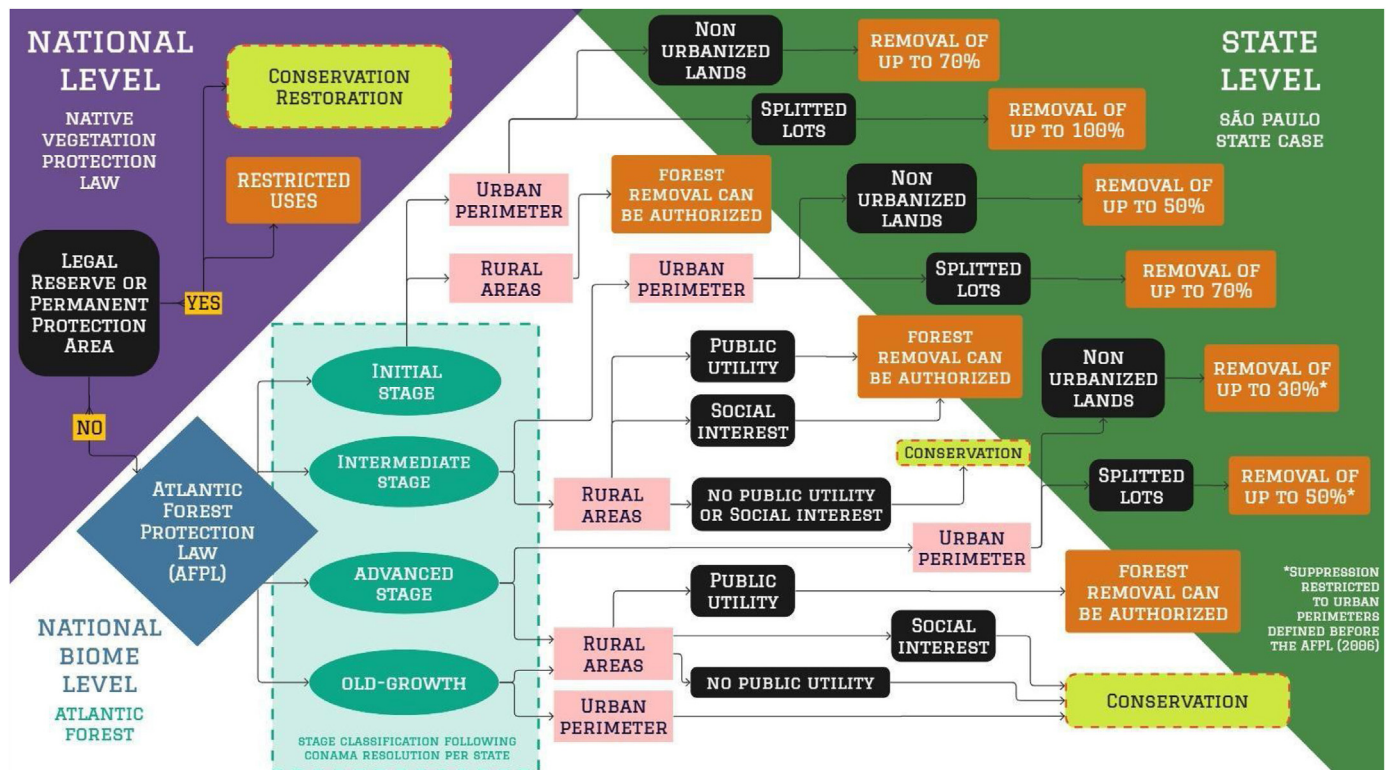 NATIONAL
LEVEL
NATIVE
VEGETATION
PROTECTION
LAW
CONSERVATION
RESTORATION
RESTRICTED
USES
LEGAL
RESERVE OR
PERMANENT
PROTECTION
AREA
YES
NO
ATLANTIC
FOREST
PROTECTION
LAW
(AFPL)
NATIONAL
BIOME
LEVEL
ATLANTIC
FOREST
INITIAL
STAGE
INTERMEDIATE
STAGE
ADVANCED
STAGE
OLD-GROWTH
STAGE CLASSIFICATION FOLLOWING
CONAMA RESOLUTION PER STATE
URBAN
PERIMETER
RURAL
AREAS
NON
URBANIZED
LANDS
REMOVAL OF
UP TO 70%
SPLITTED
LOTS
REMOVAL OF
UP TO 100%
FOREST
REMOVAL CAN
BE AUTHORIZED
URBAN
PERIMETER
NON
URBANIZED
LANDS
REMOVAL OF
UP TO 50%
SPLITTED
LOTS
REMOVAL OF
UP TO 70%
PUBLIC
UTILITY
SOCIAL
INTEREST
FOREST
REMOVAL CAN
BE AUTHORIZED
RURAL
AREAS
NO PUBLIC UTILITY
OR SOCIAL INTEREST
CONSERVATION
URBAN
PERIMETER
NON
URBANIZED
LANDS
REMOVAL OF
UP TO 30%*
SPLITTED
LOTS
REMOVAL OF
UP TO 50%*
PUBLIC
UTILITY
FOREST
REMOVAL CAN
BE AUTHORIZED
RURAL
AREAS
SOCIAL
INTEREST
NO PUBLIC UTILITY
URBAN
PERIMETER
CONSERVATION
STATE
LEVEL
SÃO PAULO
STATE CASE
*SUPPRESSION
RESTRICTED
TO URBAN
PERIMETERS
DEFINED BEFORE
THE AFPL (2006)